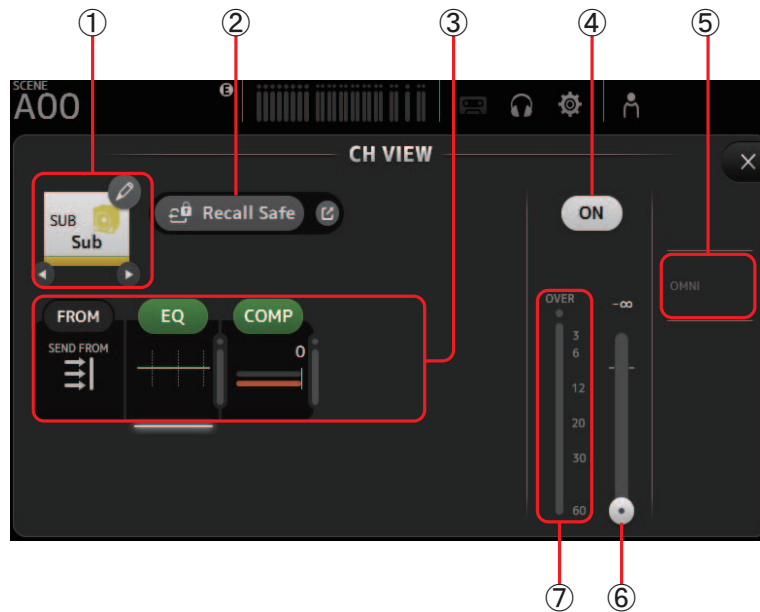 ① ② ③ ④ ⑤
SCENE
A00
E
CH VIEW
SUB
Sub
Recall Safe
ON
OMNI
FROM
EQ
COMP
SEND FROM
0
OVER
-∞
3
6
12
20
30
60
⑦ ⑥